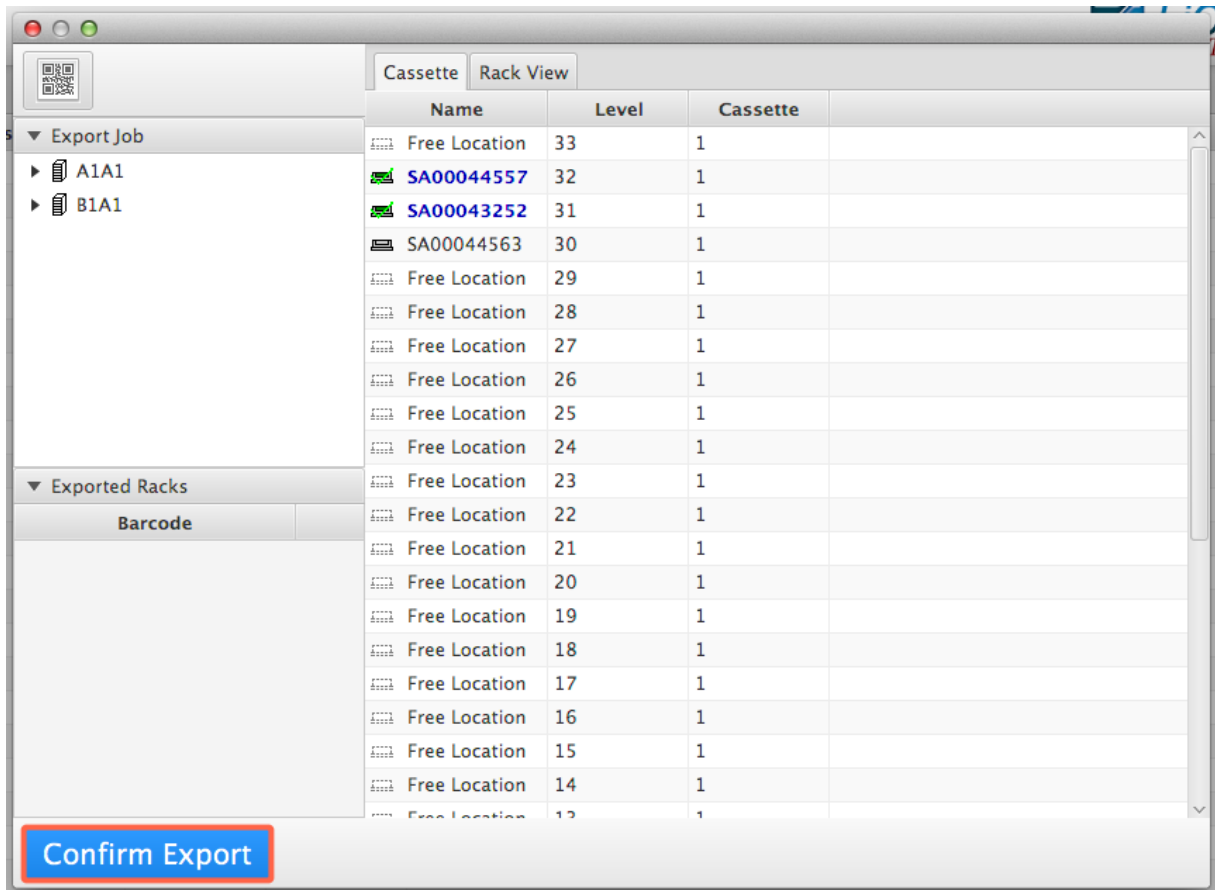 Cassette Rack View
Name Level Cassette
Export Job
A1A1
B1A1
Free Location 33 1
SA00044557 32 1
SA00043252 31 1
SA00044563 30 1
Free Location 29 1
Free Location 28 1
Free Location 27 1
Free Location 26 1
Free Location 25 1
Free Location 24 1
Free Location 23 1
Free Location 22 1
Free Location 21 1
Free Location 20 1
Free Location 19 1
Free Location 18 1
Free Location 17 1
Free Location 16 1
Free Location 15 1
Free Location 14 1
Free Location 13 1
Exported Racks
Barcode
Confirm Export